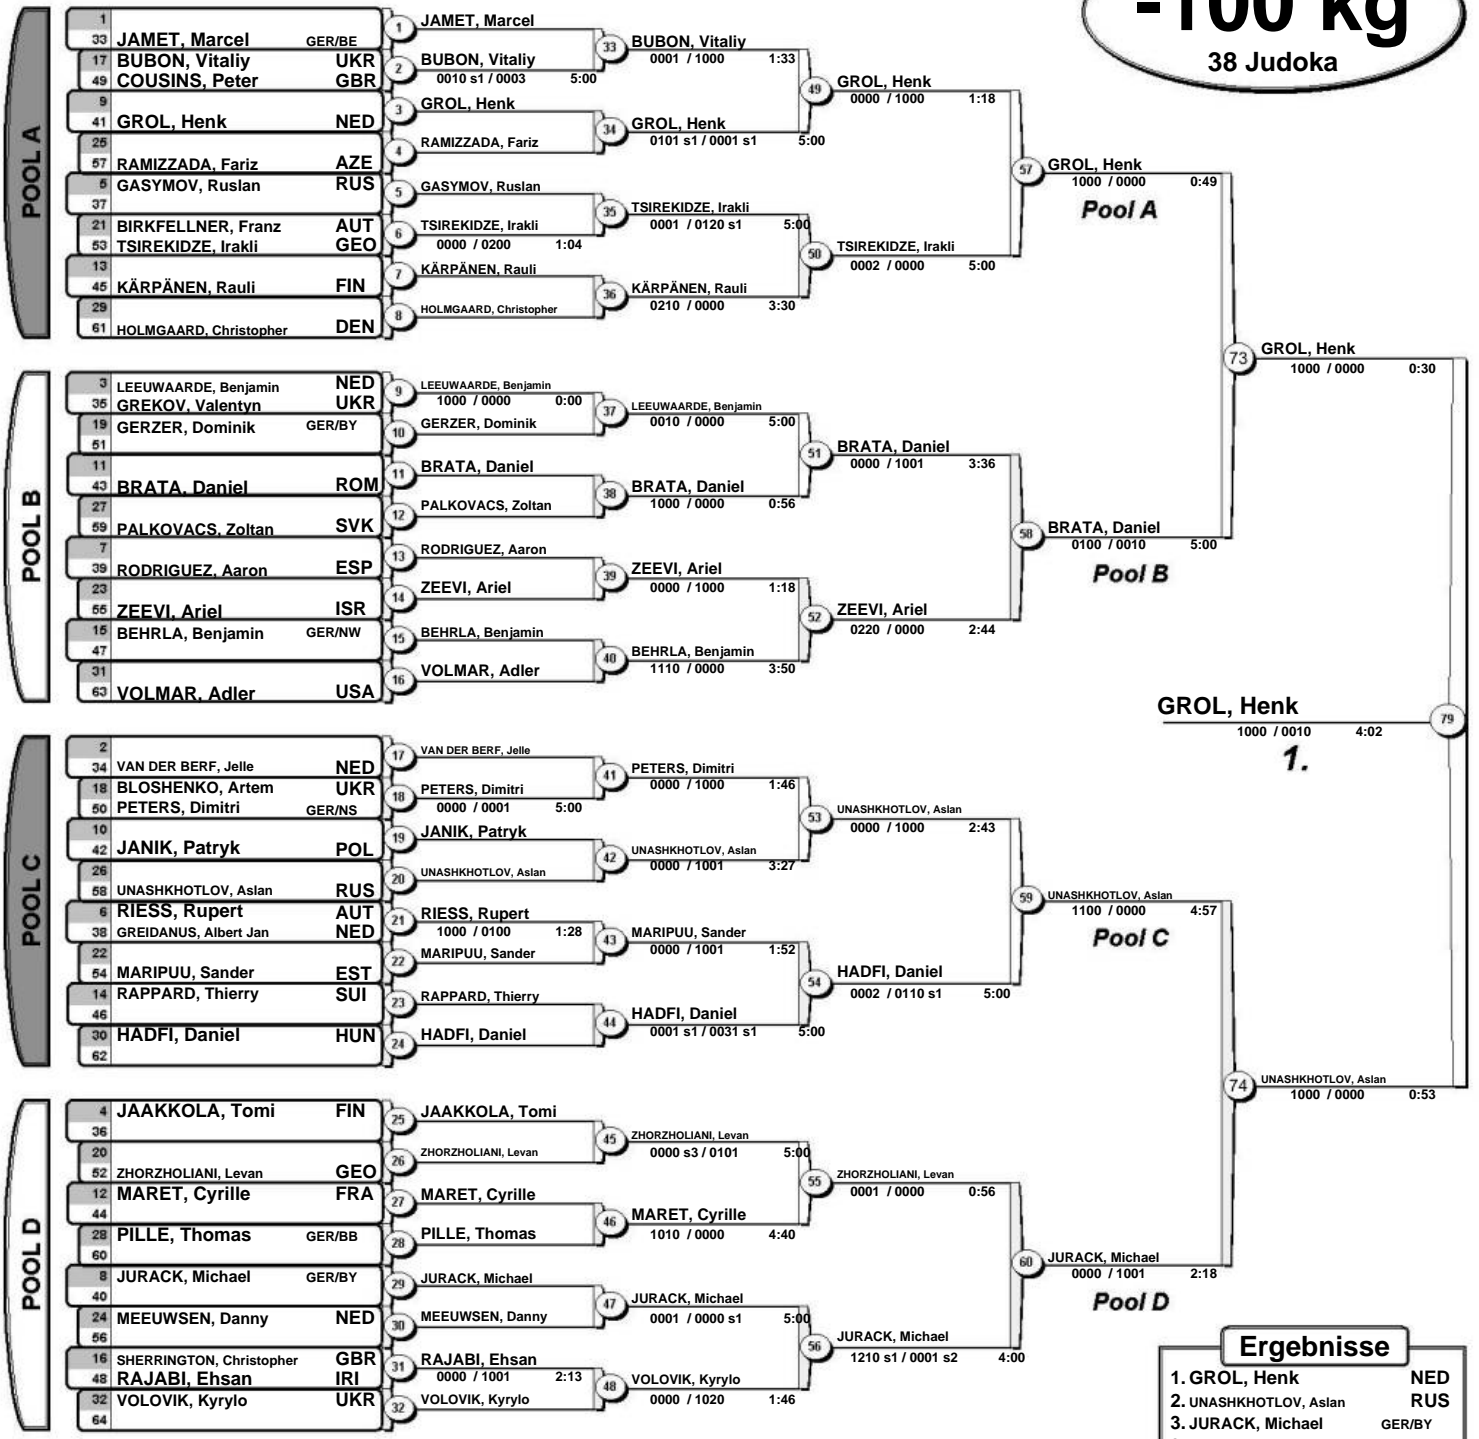 -100 kg
38 Judoka
POOL A
1
33 JAMET, Marcel GER/BE
17 BUBON, Vitaliy UKR
49 COUSINS, Peter GBR
9
41 GROL, Henk NED
25
57 RAMIZZADA, Fariz AZE
5 GASYMOV, Ruslan RUS
37
21 BIRKFELLNER, Franz AUT
53 TSIREKIDZE, Irakli GEO
13
45 KÄRPÄNEN, Rauli FIN
29
61 HOLMGAARD, Christopher DEN
1 JAMET, Marcel
2 BUBON, Vitaliy
0010 s1 / 0003 5:00
3 GROL, Henk
4 RAMIZZADA, Fariz
5 GASYMOV, Ruslan
6 TSIREKIDZE, Irakli
0000 / 0200 1:04
7 KÄRPÄNEN, Rauli
8 HOLMGAARD, Christopher
33 BUBON, Vitaliy
0001 / 1000 1:33
34 GROL, Henk
0101 s1 / 0001 s1 5:00
35 TSIREKIDZE, Irakli
0001 / 0120 s1 5:00
36 KÄRPÄNEN, Rauli
0210 / 0000 3:30
49 GROL, Henk
0000 / 1000 1:18
50 TSIREKIDZE, Irakli
0002 / 0000 5:00
57 GROL, Henk
1000 / 0000 0:49
Pool A
POOL B
3 LEEUWAARDE, Benjamin NED
35 GREKOV, Valentyn UKR
19 GERZER, Dominik GER/BY
51
11
43 BRATA, Daniel ROM
27
59 PALKOVACS, Zoltan SVK
7
39 RODRIGUEZ, Aaron ESP
23
55 ZEEVI, Ariel ISR
15 BEHRLA, Benjamin GER/NW
47
31
63 VOLMAR, Adler USA
9 LEEUWAARDE, Benjamin
1000 / 0000 0:00
10 GERZER, Dominik
11 BRATA, Daniel
12 PALKOVACS, Zoltan
13 RODRIGUEZ, Aaron
14 ZEEVI, Ariel
15 BEHRLA, Benjamin
16 VOLMAR, Adler
37 LEEUWAARDE, Benjamin
0010 / 0000 5:00
38 BRATA, Daniel
1000 / 0000 0:56
39 ZEEVI, Ariel
0000 / 1000 1:18
40 BEHRLA, Benjamin
1110 / 0000 3:50
51 BRATA, Daniel
0000 / 1001 3:36
52 ZEEVI, Ariel
0220 / 0000 2:44
58 BRATA, Daniel
0100 / 0010 5:00
Pool B
73 GROL, Henk
1000 / 0000 0:30
GROL, Henk 79
1000 / 0010 4:02
1.
POOL C
2
34 VAN DER BERF, Jelle NED
18 BLOSHENKO, Artem UKR
50 PETERS, Dimitri GER/NS
10
42 JANIK, Patryk POL
26
58 UNASHKHOTLOV, Aslan RUS
6 RIESS, Rupert AUT
38 GREIDANUS, Albert Jan NED
22
54 MARIPUU, Sander EST
14 RAPPARD, Thierry SUI
46
30 HADFI, Daniel HUN
62
17 VAN DER BERF, Jelle
18 PETERS, Dimitri
0000 / 0001 5:00
19 JANIK, Patryk
20 UNASHKHOTLOV, Aslan
21 RIESS, Rupert
1000 / 0100 1:28
22 MARIPUU, Sander
23 RAPPARD, Thierry
24 HADFI, Daniel
41 PETERS, Dimitri
0000 / 1000 1:46
42 UNASHKHOTLOV, Aslan
0000 / 1001 3:27
43 MARIPUU, Sander
0000 / 1001 1:52
44 HADFI, Daniel
0001 s1 / 0031 s1 5:00
53 UNASHKHOTLOV, Aslan
0000 / 1000 2:43
54 HADFI, Daniel
0002 / 0110 s1 5:00
59 UNASHKHOTLOV, Aslan
1100 / 0000 4:57
Pool C
74 UNASHKHOTLOV, Aslan
1000 / 0000 0:53
POOL D
4 JAAKKOLA, Tomi FIN
36
20
52 ZHORZHOLIANI, Levan GEO
12 MARET, Cyrille FRA
44
28 PILLE, Thomas GER/BB
60
8 JURACK, Michael GER/BY
40
24 MEEUWSEN, Danny NED
56
16 SHERRINGTON, Christopher GBR
48 RAJABI, Ehsan IRI
32 VOLOVIK, Kyrylo UKR
64
25 JAAKKOLA, Tomi
26 ZHORZHOLIANI, Levan
27 MARET, Cyrille
28 PILLE, Thomas
29 JURACK, Michael
30 MEEUWSEN, Danny
31 RAJABI, Ehsan
0000 / 1001 2:13
32 VOLOVIK, Kyrylo
45 ZHORZHOLIANI, Levan
0000 s3 / 0101 5:00
46 MARET, Cyrille
1010 / 0000 4:40
47 JURACK, Michael
0001 / 0000 s1 5:00
48 VOLOVIK, Kyrylo
0000 / 1020 1:46
55 ZHORZHOLIANI, Levan
0001 / 0000 0:56
56 JURACK, Michael
1210 s1 / 0001 s2 4:00
60 JURACK, Michael
0000 / 1001 2:18
Pool D
Ergebnisse
1. GROL, Henk NED
2. UNASHKHOTLOV, Aslan RUS
3. JURACK, Michael GER/BY